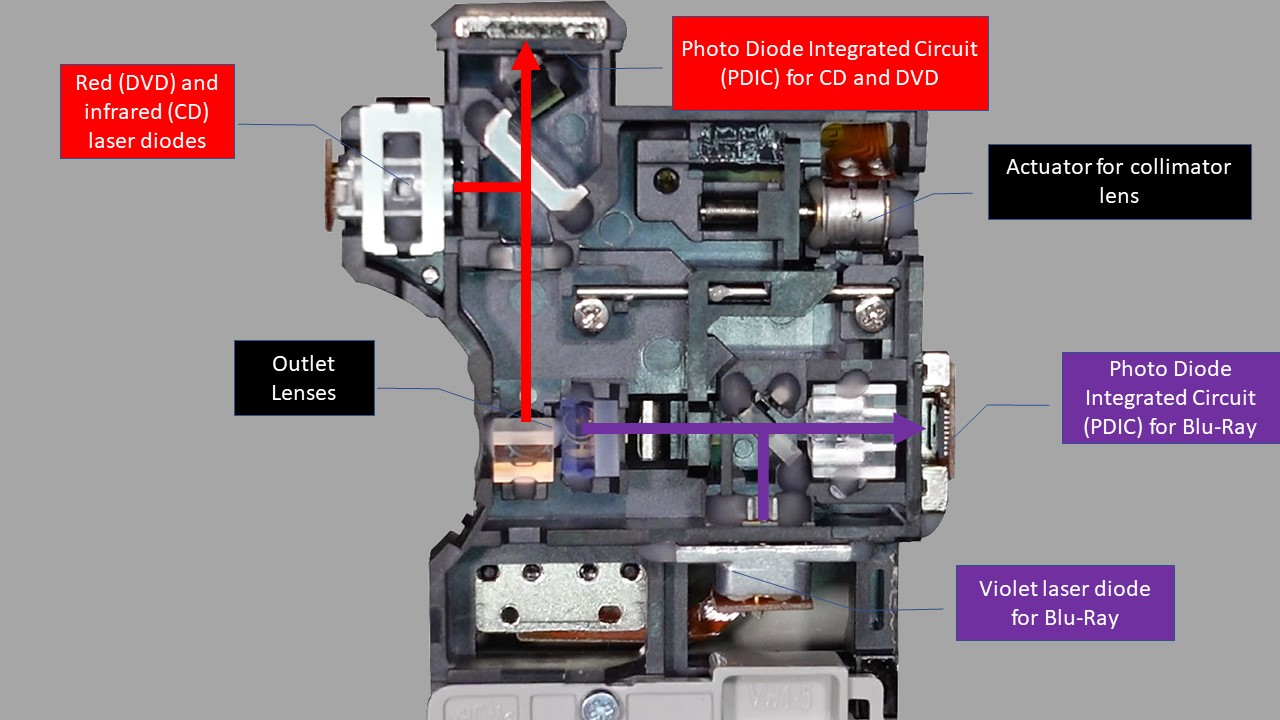 Photo Diode Integrated Circuit
(PDIC) for CD and DVD
Red (DVD) and
infrared (CD)
laser diodes
Actuator for collimator
lens
Outlet
Lenses
Photo Diode
Integrated Circuit
(PDIC) for Blu-Ray
Violet laser diode
for Blu-Ray